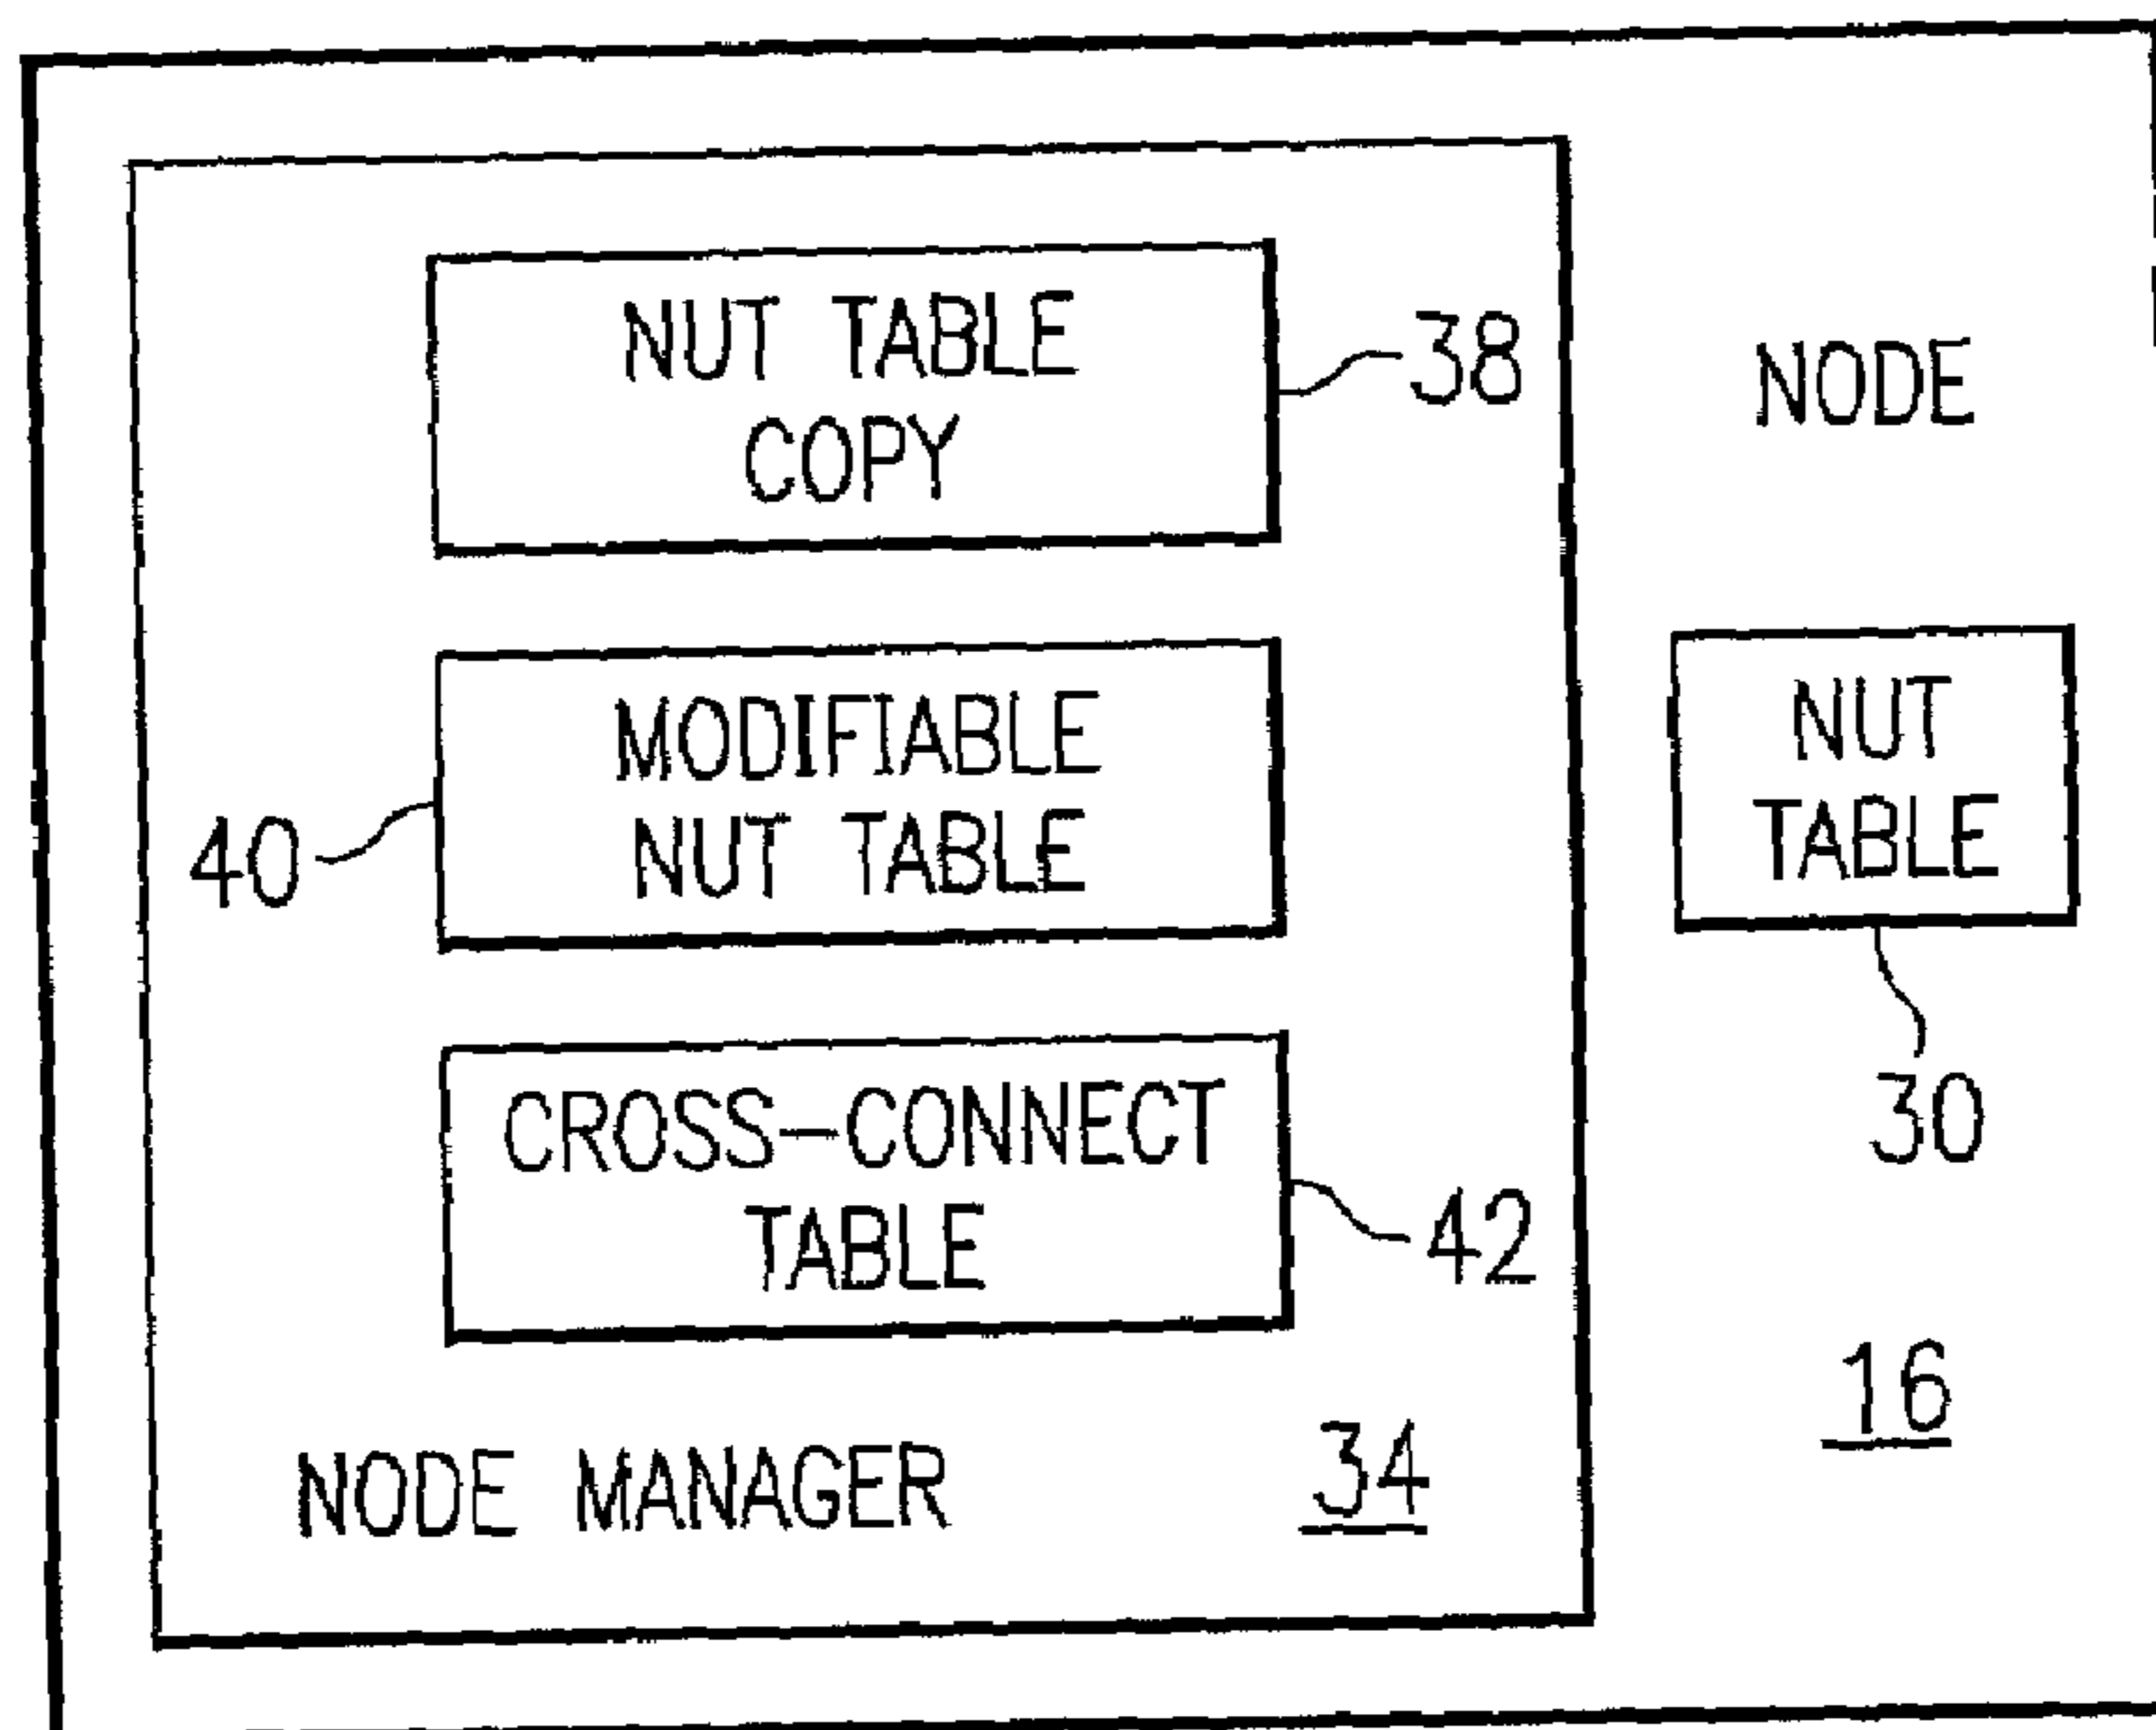 NUT TABLE
COPY
38
NODE
MODIFIABLE
NUT TABLE
40
NUT
TABLE
30
CROSS-CONNECT
TABLE
42
16
NODE MANAGER
34